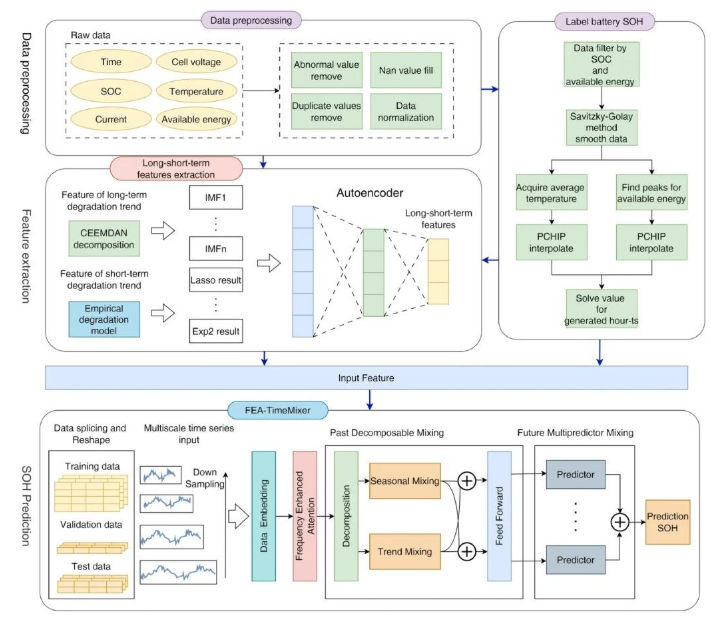 Data preprocessing
Data preprocessing
Raw data
Time
Cell voltage
SOC
Temperature
Current
Available energy
Abnormal value
remove
Nan value fill
Duplicate values
remove
Data
normalization
Label battery SOH
Data filter by
SOC
and
available energy
Savitzky-Golay
method
smooth data
Acquire average
temperature
Find peaks for
available energy
PCHIP
interpolate
PCHIP
interpolate
Solve value
for
generated hour-ts
Feature extraction
Long-short-term
features extraction
Feature of long-term
degradation trend
CEEMDAN
decomposition
Feature of short-term
degradation trend
Empirical
degradation
model
IMF1
IMFn
Lasso result
Exp2 result
Autoencoder
Long-short-term
features
Input Feature
SOH Prediction
FEA-TimeMixer
Data splicing and
Reshape
Training data
Validation data
Test data
Multiscale time series
input
Down
Sampling
Data Embedding
Frequency Enhanced
Attention
Past Decomposable Mixing
Decomposition
Seasonal Mixing
Trend Mixing
Feed Forward
Future Multipredictor Mixing
Predictor
Predictor
Prediction
SOH